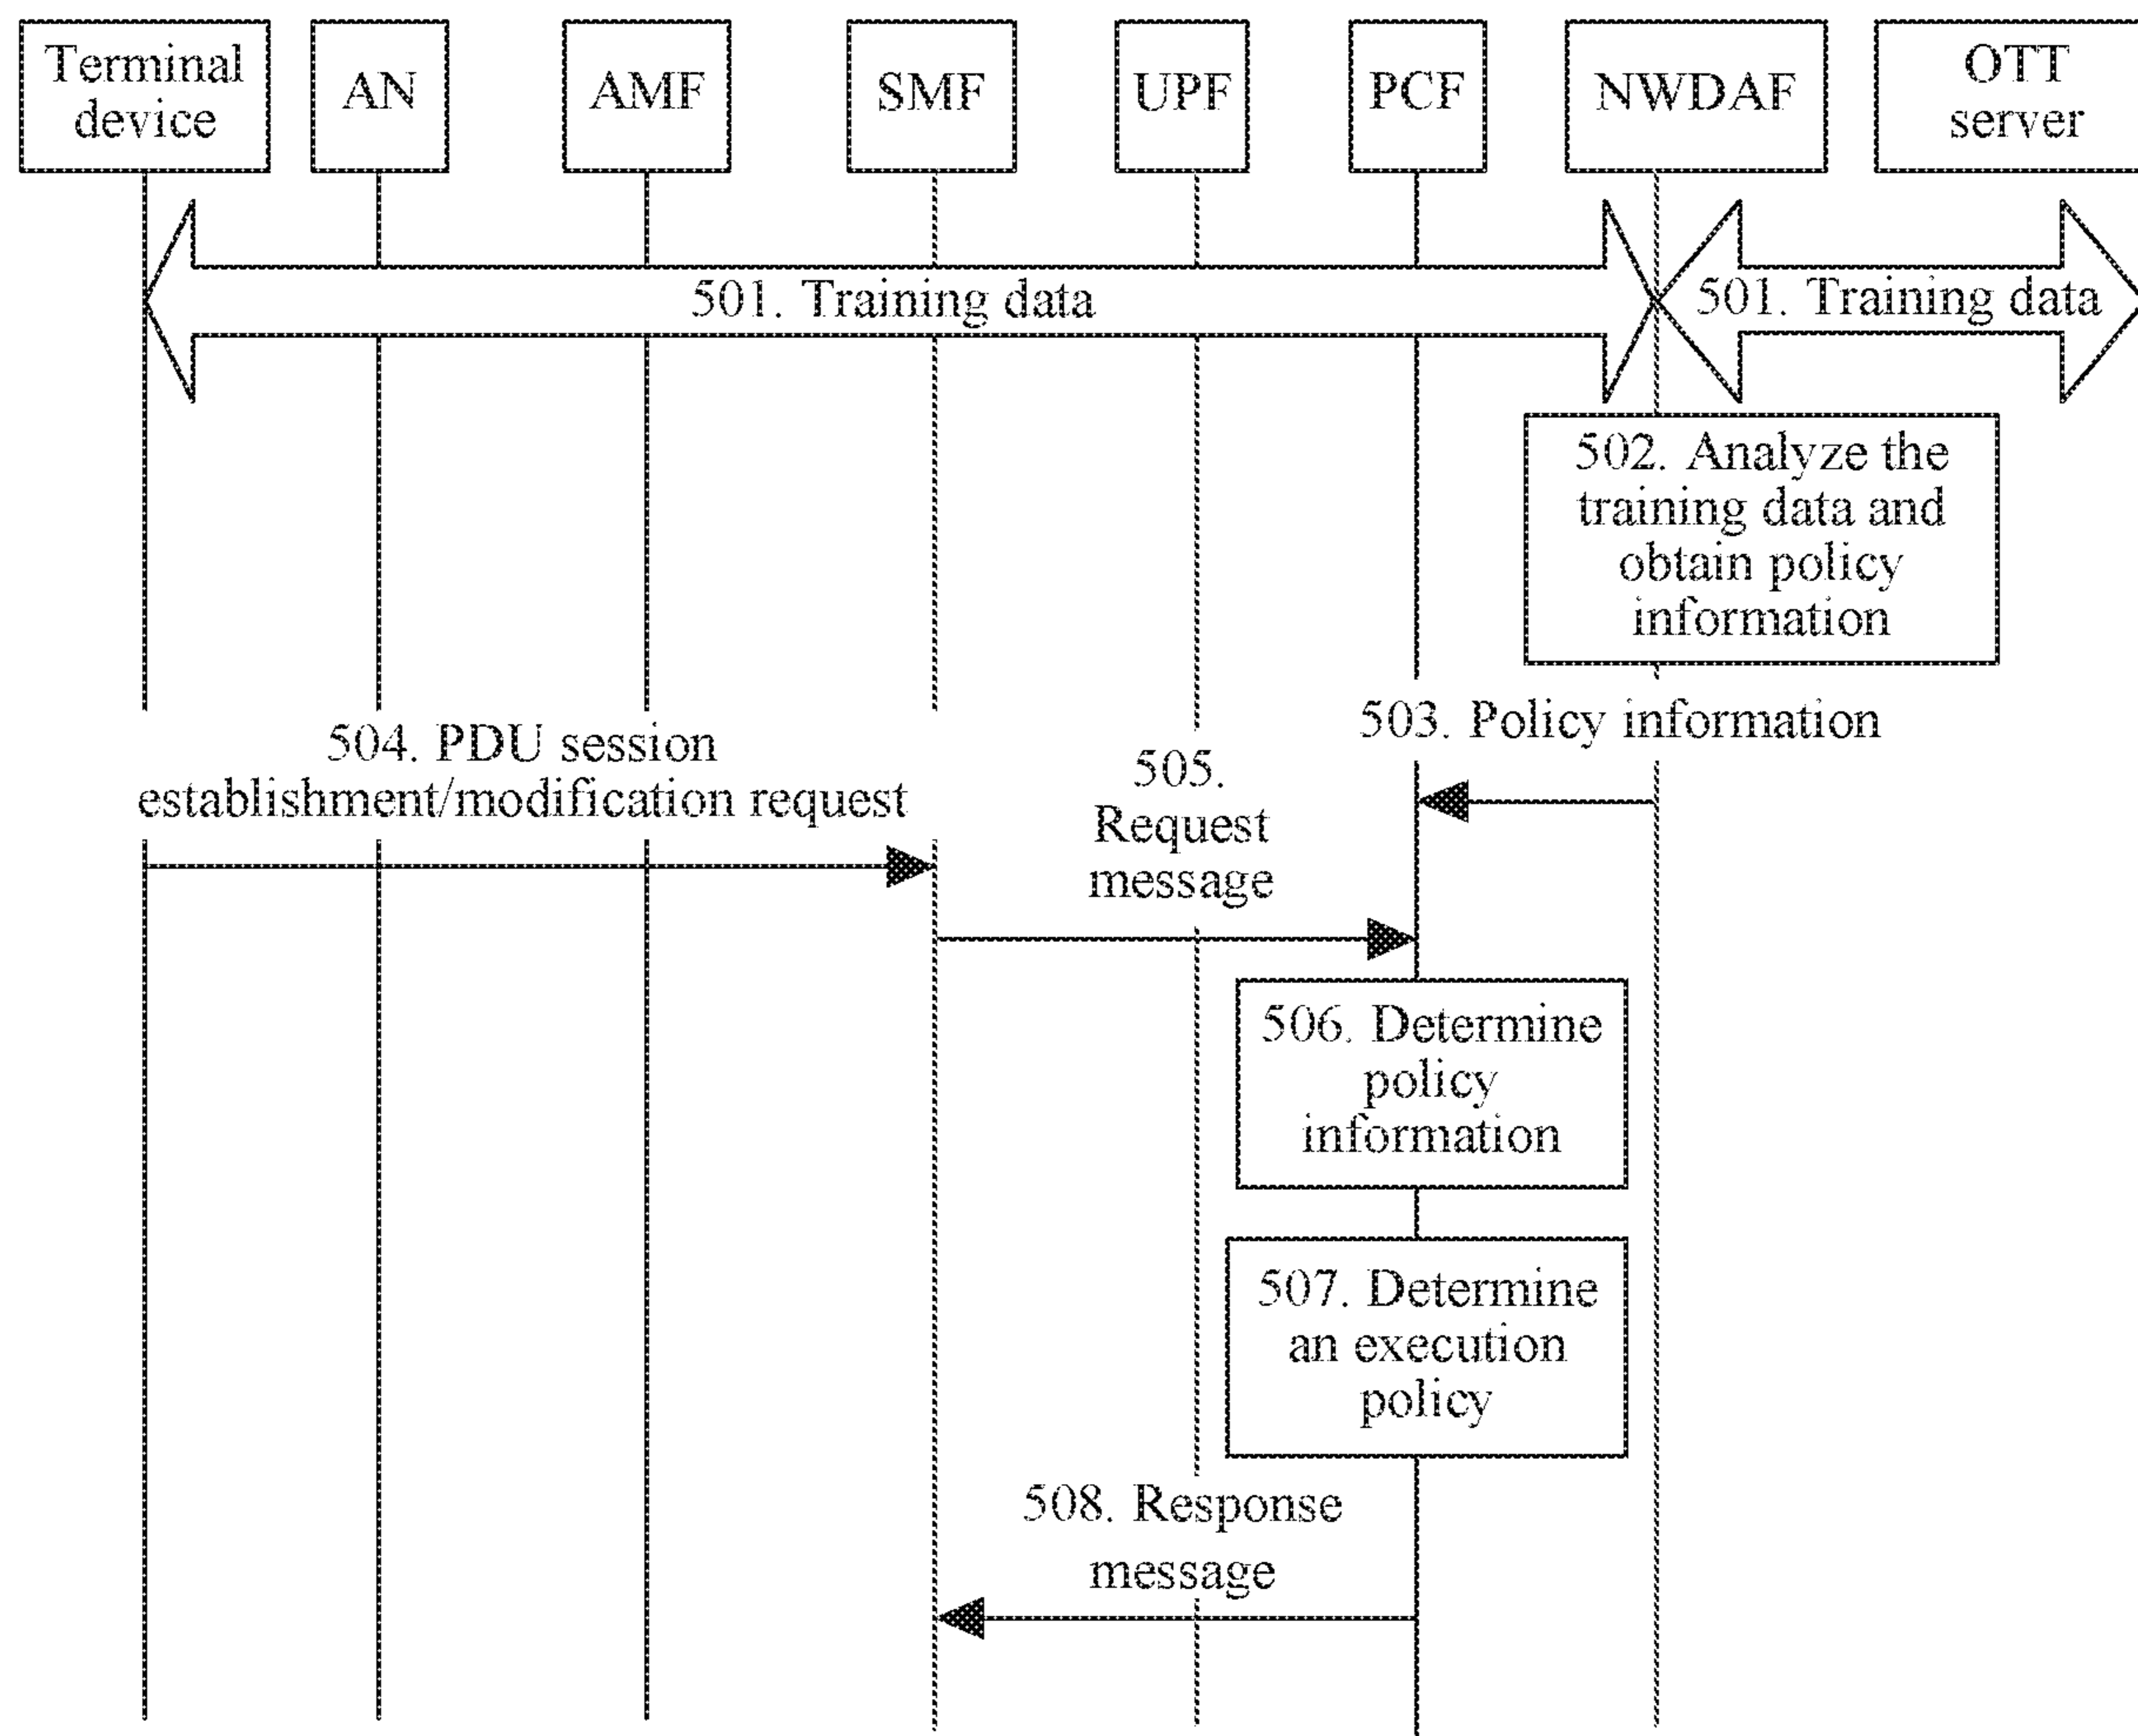 Terminal
device
AN
AMF
SMF
UPF
PCF
NWDAF
OTT
server
501. Training data
501. Training data
502. Analyze the
training data and
obtain policy
information
503. Policy information
504. PDU session
establishment/modification request
505.
Request
message
506. Determine
policy
information
507. Determine
an execution
policy
508. Response
message